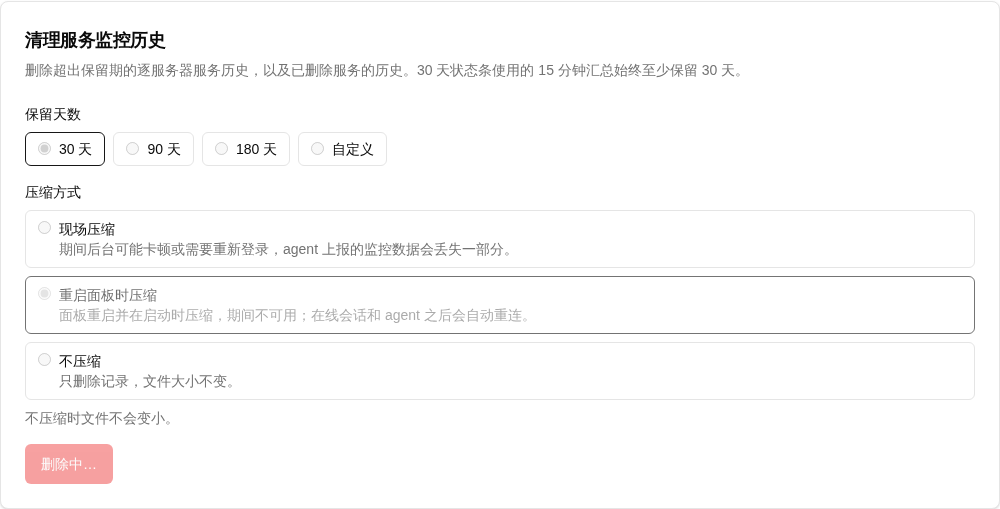 清理服务监控历史
删除超出保留期的逐服务器服务历史，以及已删除服务的历史。30 天状态条使用的 15 分钟汇总始终至少保留 30 天。
保留天数
30 天
90 天
180 天
自定义
压缩方式
现场压缩
期间后台可能卡顿或需要重新登录，agent 上报的监控数据会丢失一部分。
重启面板时压缩
面板重启并在启动时压缩，期间不可用；在线会话和 agent 之后会自动重连。
不压缩
只删除记录，文件大小不变。
不压缩时文件不会变小。
删除中…